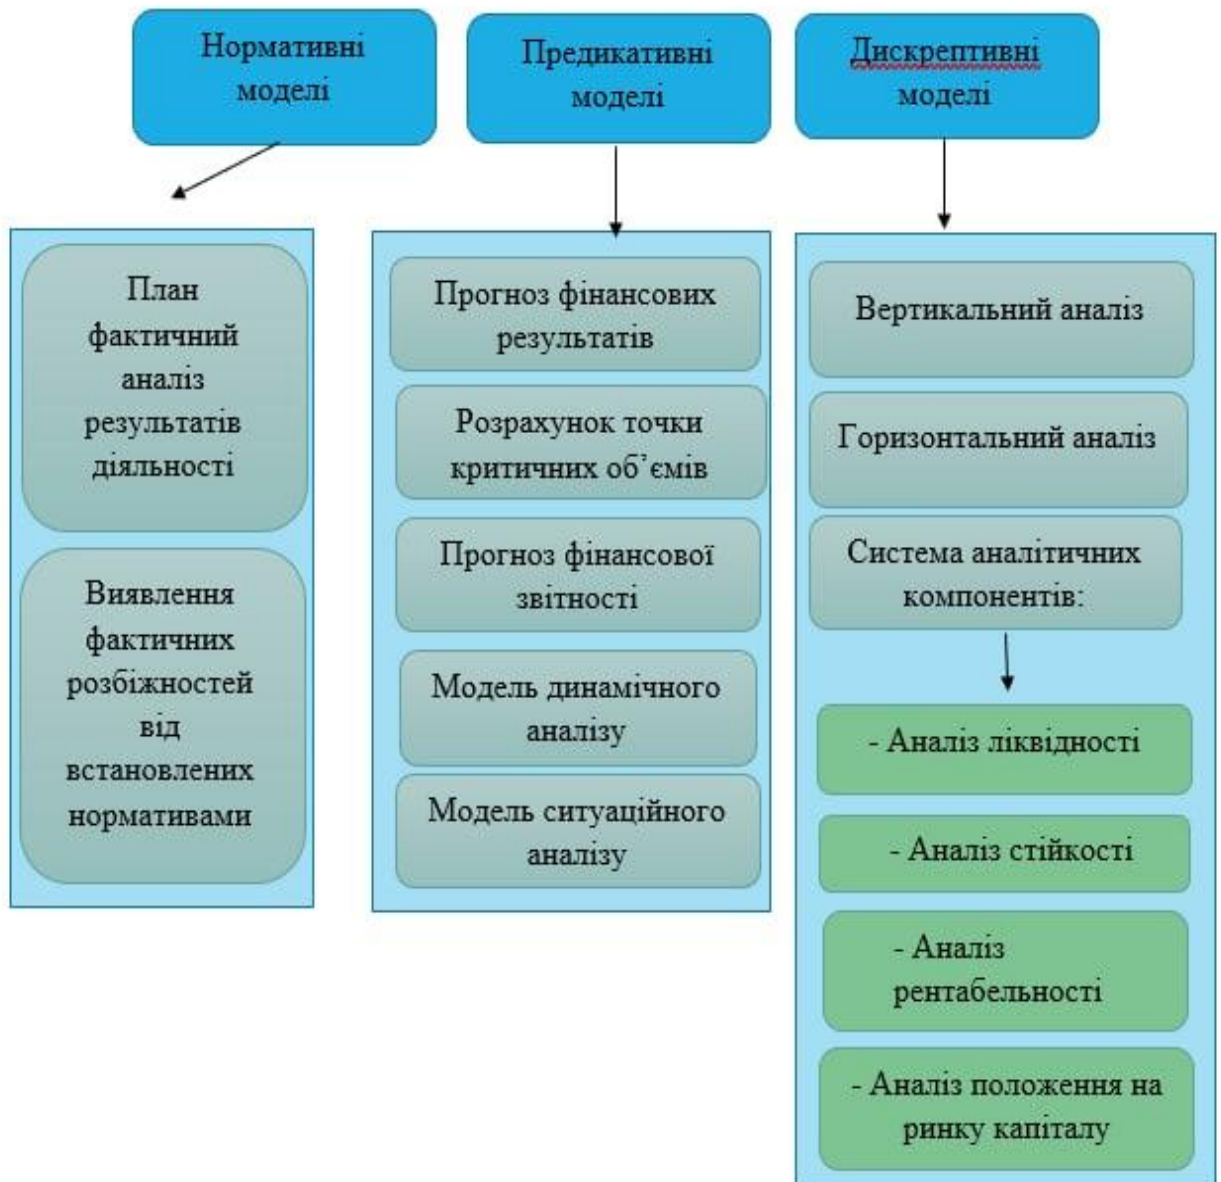 Нормативні
моделі
Предикативні
моделі
Дискрептивні
моделі
План
фактичний
аналіз
результатів
діяльності
Виявлення
фактичних
розбіжностей
від
встановлених
нормативами
Прогноз фінансових
результатів
Розрахунок точки
критичних об’ємів
Прогноз фінансової
звітності
Модель динамічного
аналізу
Модель ситуаційного
аналізу
Вертикальний аналіз
Горизонтальний аналіз
Система аналітичних
компонентів:
- Аналіз ліквідності
- Аналіз стійкості
- Аналіз
рентабельності
- Аналіз положення на
ринку капіталу